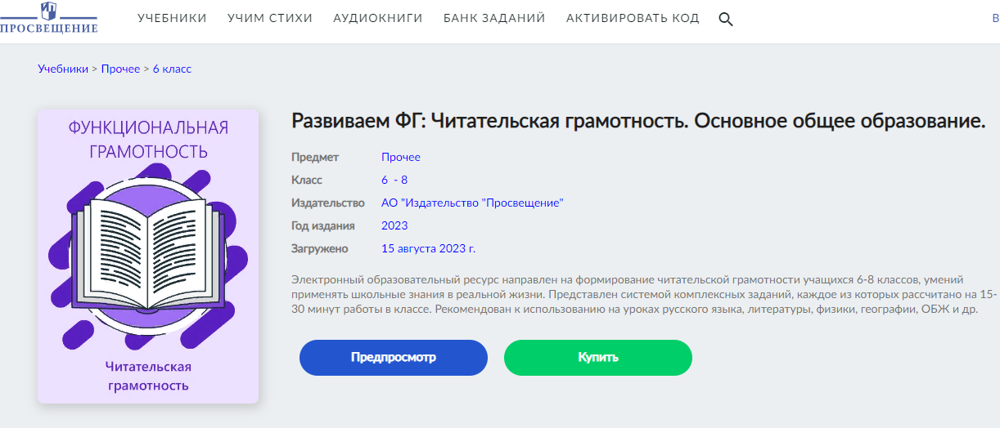 ПРОСВЕЩЕНИЕ
УЧЕБНИКИ УЧИМ СТИХИ АУДИОКНИГИ БАНК ЗАДАНИЙ АКТИВИРОВАТЬ КОД В
Учебники > Прочее > 6 класс
ФУНКЦИОНАЛЬНАЯ
ГРАМОТНОСТЬ
Читательская
грамотность
Развиваем ФГ: Читательская грамотность. Основное общее образование.
Предмет Прочее
Класс 6 - 8
Издательство АО "Издательство "Просвещение"
Год издания 2023
Загружено 15 августа 2023 г.
Электронный образовательный ресурс направлен на формирование читательской грамотности учащихся 6-8 классов, умений
применять школьные знания в реальной жизни. Представлен системой комплексных заданий, каждое из которых рассчитано на 15-
30 минут работы в классе. Рекомендован к использованию на уроках русского языка, литературы, физики, географии, ОБЖ и др.
Предпросмотр Купить